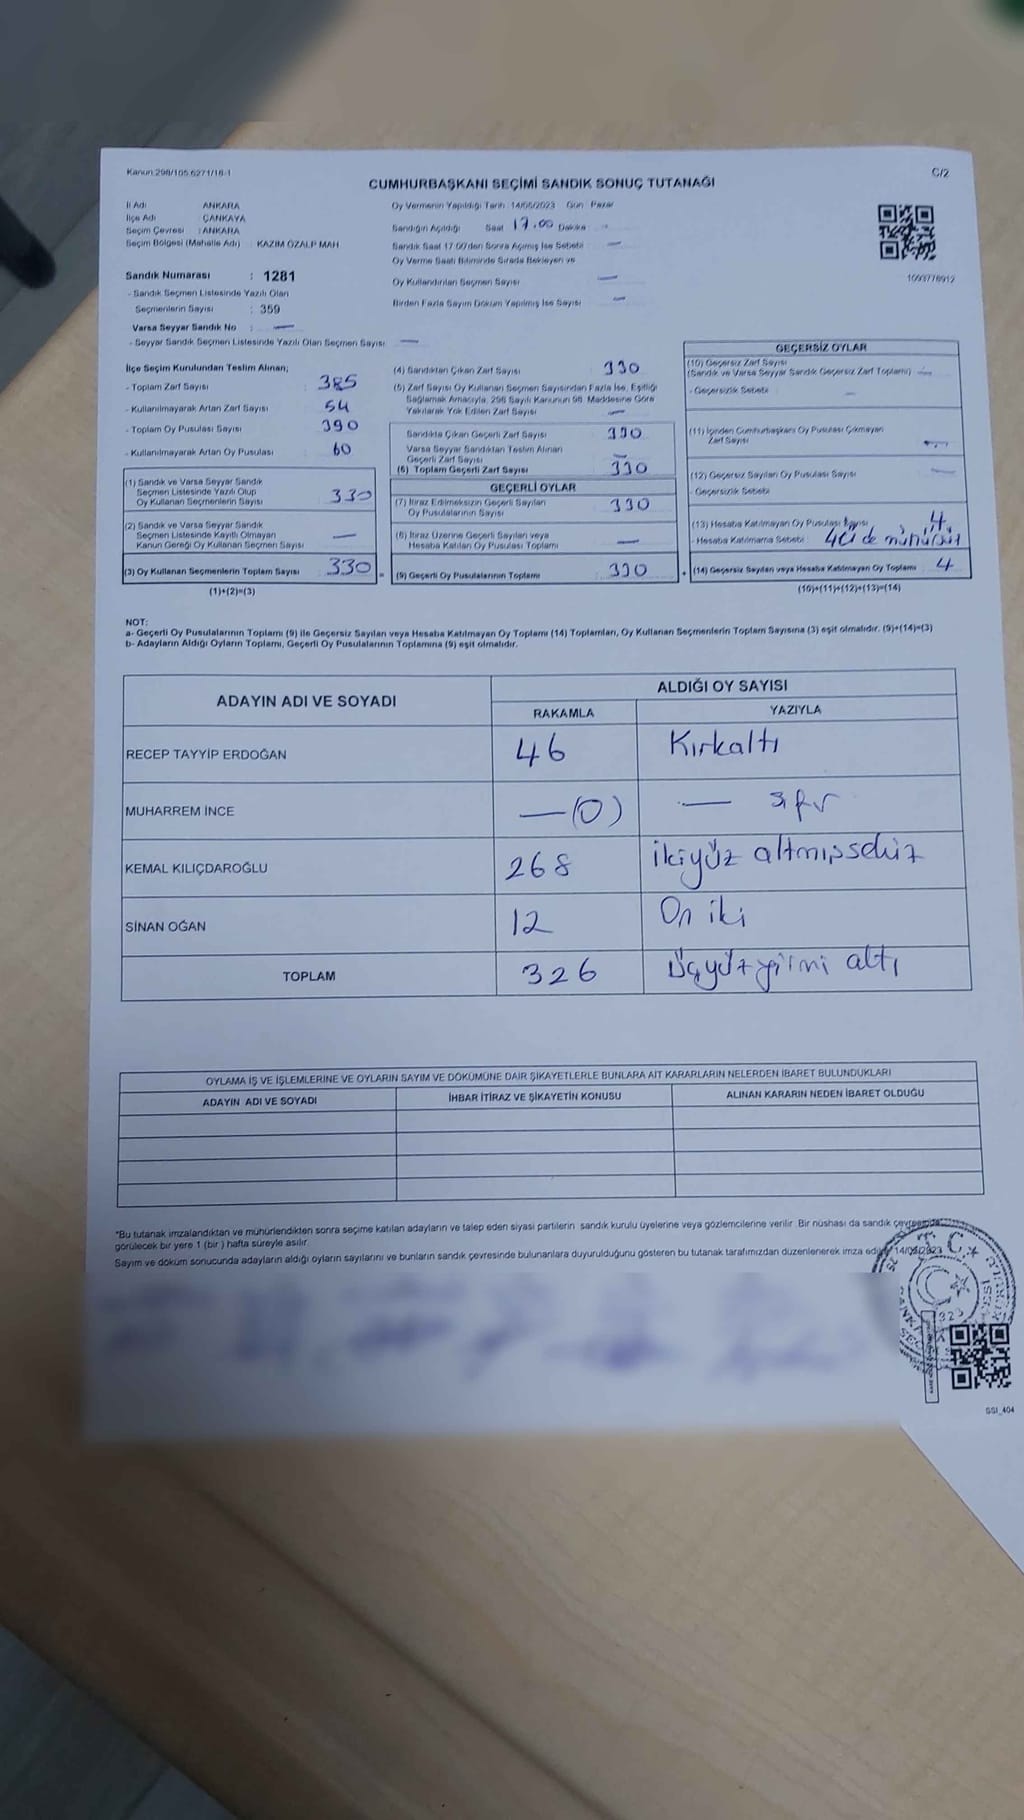 Kanun:298/105.6271/18-1
C/2
CUMHURBAŞKANI SEÇİMİ SANDIK SONUÇ TUTANAĞI
İl Adı ANKARA
İlçe Adı ÇANKAYA
Seçim Çevresi : ANKARA
Seçim Bölgesi (Mahalle Adı) : KAZIM ÖZALP MAH
Sandık Numarası : 1281
- Sandık Seçmen Listesinde Yazılı Olan
Seçmenlerin Sayısı : 359
Varsa Seyyar Sandık No : —
- Seyyar Sandık Seçmen Listesinde Yazılı Olan Seçmen Sayısı —
Oy Vermenin Yapıldığı Tarih : 14/05/2023 Gün : Pazar
Sandığın Açıldığı Saat 17.00 Dakika
Sandık Saat 17:00'den Sonra Açılmış İse Sebebi —
Oy Verme Saati Bitiminde Sırada Bekleyen ve
Oy Kullandırılan Seçmen Sayısı —
Birden Fazla Sayım Döküm Yapılmış İse Sayısı —
1093778912
İlçe Seçim Kurulundan Teslim Alınan;
- Toplam Zarf Sayısı 385
- Kullanılmayarak Artan Zarf Sayısı 54
- Toplam Oy Pusulası Sayısı 390
- Kullanılmayarak Artan Oy Pusulası 60
(1) Sandık ve Varsa Seyyar Sandık
Seçmen Listesinde Yazılı Olup
Oy Kullanan Seçmenlerin Sayısı 330
(2) Sandık ve Varsa Seyyar Sandık
Seçmen Listesinde Kayıtlı Olmayan
Kanun Gereği Oy Kullanan Seçmen Sayısı —
(3) Oy Kullanan Seçmenlerin Toplam Sayısı 330
(1)+(2)=(3)
(4) Sandıktan Çıkan Zarf Sayısı 330
(5) Zarf Sayısı Oy Kullanan Seçmen Sayısından Fazla İse, Eşitliği
Sağlamak Amacıyla, 298 Sayılı Kanunun 98. Maddesine Göre
Yakılarak Yok Edilen Zarf Sayısı —
Sandıkta Çıkan Geçerli Zarf Sayısı 330
Varsa Seyyar Sandıktan Teslim Alınan
Geçerli Zarf Sayısı —
(6) Toplam Geçerli Zarf Sayısı 330
GEÇERLİ OYLAR
(7) İtiraz Edilmeksizin Geçerli Sayılan
Oy Pusulalarının Sayısı 330
(8) İtiraz Üzerine Geçerli Sayılan veya
Hesaba Katılan Oy Pusulası Toplamı —
(9) Geçerli Oy Pusulalarının Toplamı 330
GEÇERSİZ OYLAR
(10) Geçersiz Zarf Sayısı
(Sandık ve Varsa Seyyar Sandık Geçersiz Zarf Toplamı) —
- Geçersizlik Sebebi —
(11) İçinden Cumhurbaşkanı Oy Pusulası Çıkmayan
Zarf Sayısı —
(12) Geçersiz Sayılan Oy Pusulası Sayısı —
- Geçersizlik Sebebi
(13) Hesaba Katılmayan Oy Pusulası Sayısı 4
- Hesaba Katılmama Sebebi :
(14) Geçersiz Sayılan veya Hesaba Katılmayan Oy Toplamı 4
(10)+(11)+(12)+(13)=(14)
NOT:
a- Geçerli Oy Pusulalarının Toplamı (9) ile Geçersiz Sayılan veya Hesaba Katılmayan Oy Toplamı (14) Toplamları, Oy Kullanan Seçmenlerin Toplam Sayısına (3) eşit olmalıdır. (9)+(14)=(3)
b- Adayların Aldığı Oyların Toplamı, Geçerli Oy Pusulalarının Toplamına (9) eşit olmalıdır.
ADAYIN ADI VE SOYADI
ALDIĞI OY SAYISI
RAKAMLA YAZIYLA
RECEP TAYYİP ERDOĞAN 46 Kırkaltı
MUHARREM İNCE —(0) — sıfır
KEMAL KILIÇDAROĞLU 268 ikiyüz altmışsekiz
SİNAN OĞAN 12 On iki
TOPLAM 326 üçyüzyirmi altı
OYLAMA İŞ VE İŞLEMLERİNE VE OYLARIN SAYIM VE DÖKÜMÜNE DAİR ŞİKAYETLERLE BUNLARA AİT KARARLARIN NELERDEN İBARET BULUNDUKLARI
ADAYIN ADI VE SOYADI İHBAR İTİRAZ VE ŞİKAYETİN KONUSU ALINAN KARARIN NEDEN İBARET OLDUĞU
*Bu tutanak imzalandıktan ve mühürlendikten sonra seçime katılan adayların ve talep eden siyasi partilerin sandık kurulu üyelerine veya gözlemcilerine verilir. Bir nüshası da sandık çevresinde
görülecek bir yere 1 (bir ) hafta süreyle asılır.
Sayım ve döküm sonucunda adayların aldığı oyların sayılarını ve bunların sandık çevresinde bulunanlara duyurulduğunu gösteren bu tutanak tarafımızdan düzenlenerek imza edildi. 14/05/2023
T.C.
SSI_404